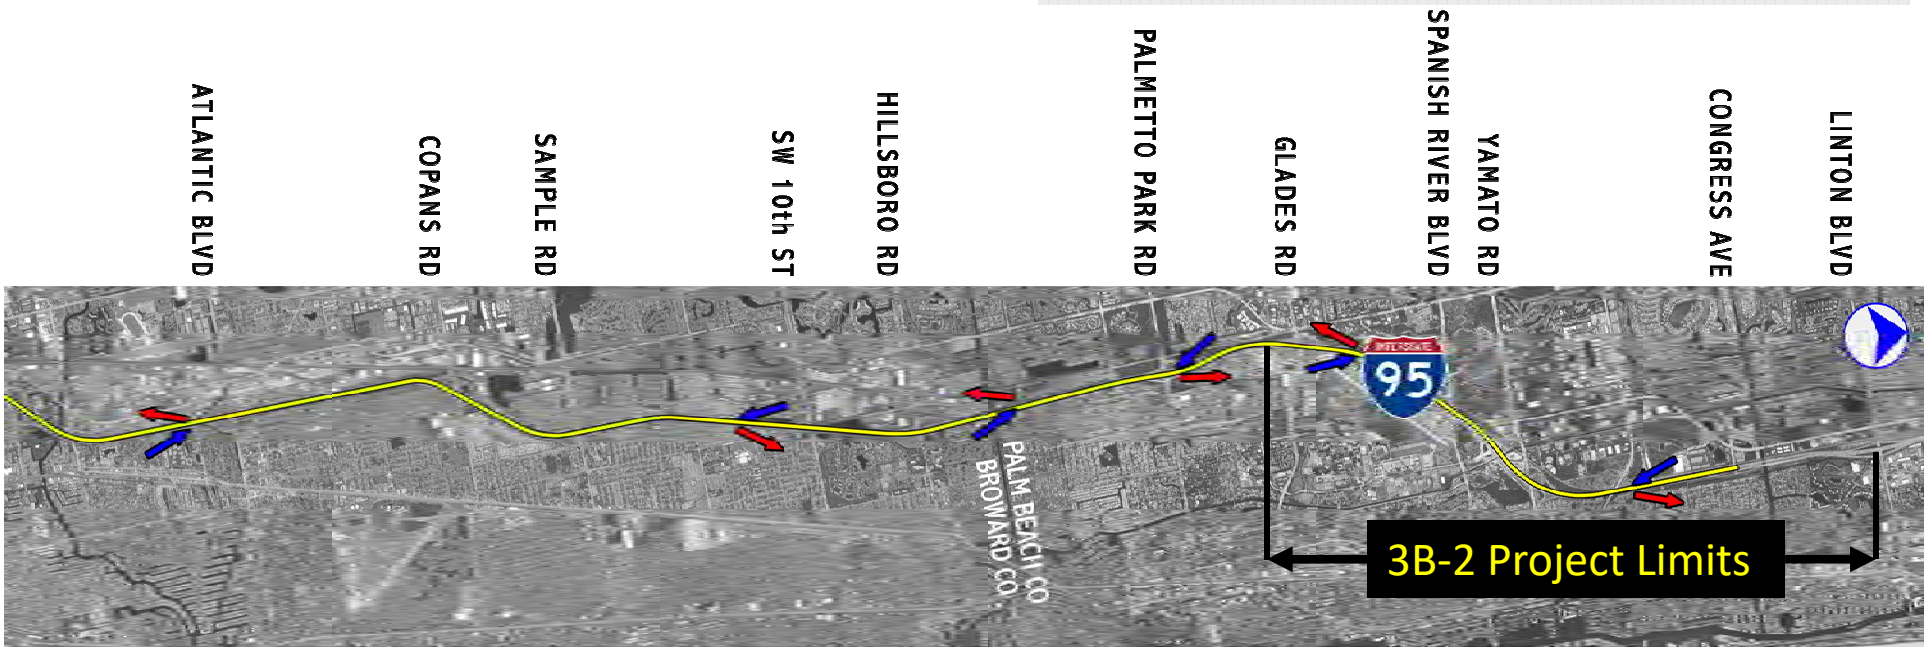 ATLANTIC BLVD
COPANS RD
SAMPLE RD
SW 10th ST
HILLSBORO RD
PALMETTO PARK RD
GLADES RD
SPANISH RIVER BLVD
YAMATO RD
CONGRESS AVE
LINTON BLVD
INTERSTATE
95
PALM BEACH CO
BROWARD CO
3B-2 Project Limits